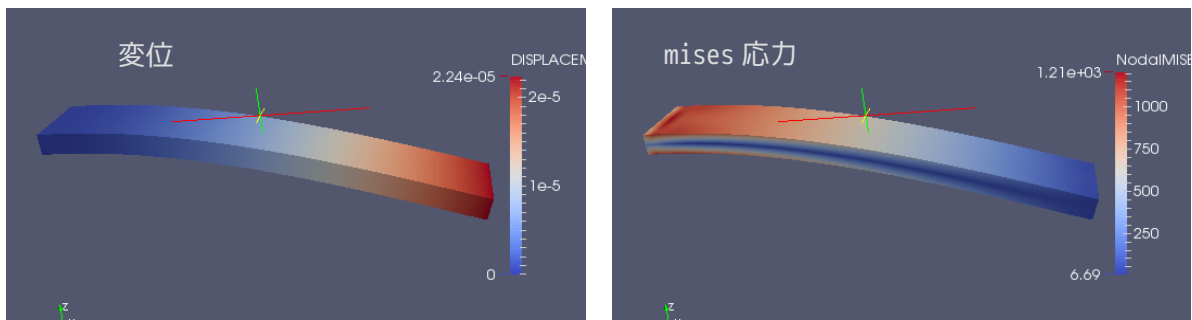 変位
DISPLACEM
2.24e-05
2e-5
1e-5
0
z
mises 応力
1.21e+03
NodalMISE
1000
750
500
250
6.69
z